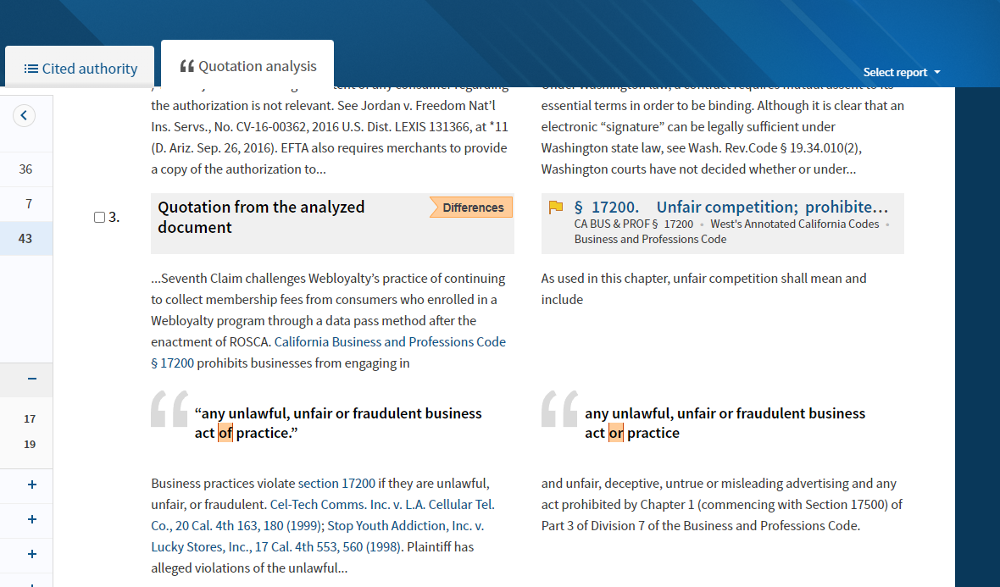 Cited authority
“ Quotation analysis
Select report
the authorization is not relevant. See Jordan v. Freedom Nat’l
Ins. Servs., No. CV-16-00362, 2016 U.S. Dist. LEXIS 131366, at *11
(D. Ariz. Sep. 26, 2016). EFTA also requires merchants to provide
a copy of the authorization to...
Under Washington law, a contract requires mutual assent to its
essential terms in order to be binding. Although it is clear that an
electronic “signature” can be legally sufficient under
Washington state law, see Wash. Rev.Code § 19.34.010(2),
Washington courts have not decided whether or under...
36
7
43
3.
Quotation from the analyzed
document
Differences
§ 17200. Unfair competition; prohibite...
CA BUS & PROF § 17200 • West's Annotated California Codes •
Business and Professions Code
...Seventh Claim challenges Webloyalty’s practice of continuing
to collect membership fees from consumers who enrolled in a
Webloyalty program through a data pass method after the
enactment of ROSCA. California Business and Professions Code
§ 17200 prohibits businesses from engaging in
As used in this chapter, unfair competition shall mean and
include
“
“any unlawful, unfair or fraudulent business
act of practice.”
“
any unlawful, unfair or fraudulent business
act or practice
17
19
Business practices violate section 17200 if they are unlawful,
unfair, or fraudulent. Cel-Tech Comms. Inc. v. L.A. Cellular Tel.
Co., 20 Cal. 4th 163, 180 (1999); Stop Youth Addiction, Inc. v.
Lucky Stores, Inc., 17 Cal. 4th 553, 560 (1998). Plaintiff has
alleged violations of the unlawful...
and unfair, deceptive, untrue or misleading advertising and any
act prohibited by Chapter 1 (commencing with Section 17500) of
Part 3 of Division 7 of the Business and Professions Code.